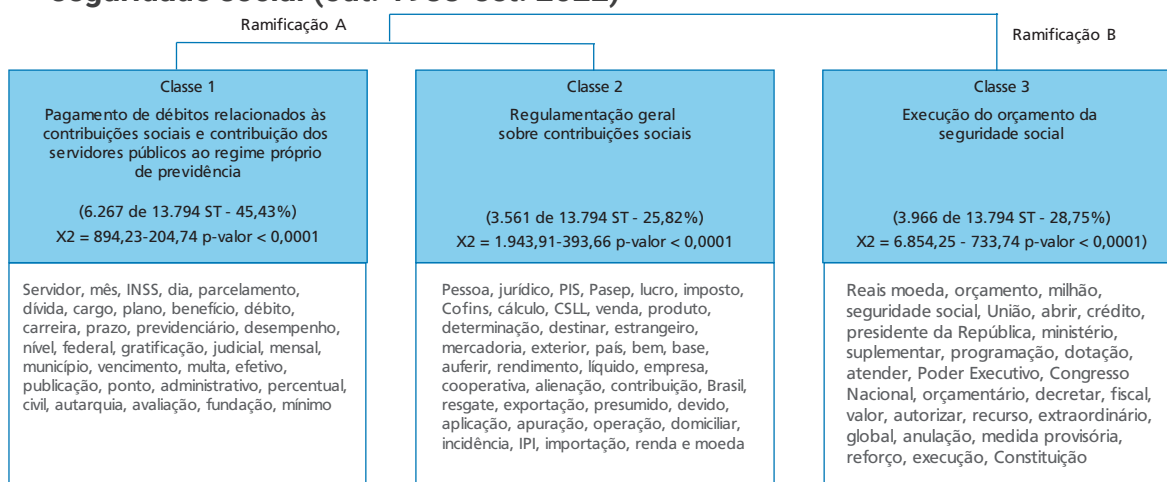 seguridade social (out. 1988-set. 2022)
Ramificação A
Ramificação B
Classe 1
Pagamento de débitos relacionados às
contribuições sociais e contribuição dos
servidores públicos ao regime próprio
de previdência
(6.267 de 13.794 ST - 45,43%)
X2 = 894,23-204,74 p-valor < 0,0001
Servidor, mês, INSS, dia, parcelamento,
dívida, cargo, plano, benefício, débito,
carreira, prazo, previdenciário, desempenho,
nível, federal, gratificação, judicial, mensal,
município, vencimento, multa, efetivo,
publicação, ponto, administrativo, percentual,
civil, autarquia, avaliação, fundação, mínimo
Classe 2
Regulamentação geral
sobre contribuições sociais
(3.561 de 13.794 ST - 25,82%)
X2 = 1.943,91-393,66 p-valor < 0,0001
Pessoa, jurídico, PIS, Pasep, lucro, imposto,
Cofins, cálculo, CSLL, venda, produto,
determinação, destinar, estrangeiro,
mercadoria, exterior, país, bem, base,
auferir, rendimento, líquido, empresa,
cooperativa, alienação, contribuição, Brasil,
resgate, exportação, presumido, devido,
aplicação, apuração, operação, domiciliar,
incidência, IPI, importação, renda e moeda
Classe 3
Execução do orçamento da
seguridade social
(3.966 de 13.794 ST - 28,75%)
X2 = 6.854,25 - 733,74 p-valor < 0,0001)
Reais moeda, orçamento, milhão,
seguridade social, União, abrir, crédito,
presidente da República, ministério,
suplementar, programação, dotação,
atender, Poder Executivo, Congresso
Nacional, orçamentário, decretar, fiscal,
valor, autorizar, recurso, extraordinário,
global, anulação, medida provisória,
reforço, execução, Constituição